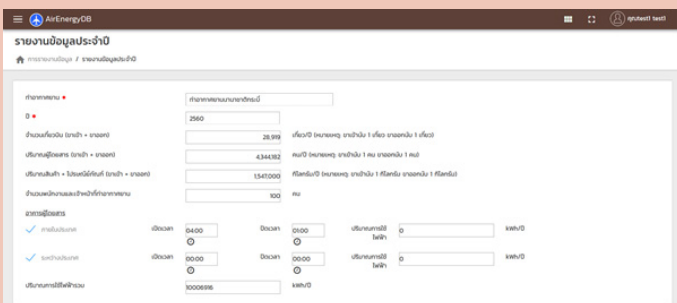 AirEnergyDB
คุณtest1 test1
รายงานข้อมูลประจำปี
การรายงานข้อมูล / รายงานข้อมูลประจำปี
ท่าอากาศยาน
ท่าอากาศยานนานาชาติกระบี่
ปี
2560
จำนวนเที่ยวบิน (ขาเข้า + ขาออก) 28,919 เที่ยว/ปี (หมายเหตุ ขาเข้านับ 1 เที่ยว ขาออกนับ 1 เที่ยว)
ปริมาณผู้โดยสาร (ขาเข้า + ขาออก) 4,344,182 คน/ปี (หมายเหตุ ขาเข้านับ 1 คน ขาออกนับ 1 คน)
ปริมาณสินค้า + ไปรษณีย์ภัณฑ์ (ขาเข้า + ขาออก) 1,547,000 กิโลกรัม/ปี (หมายเหตุ ขาเข้านับ 1 กิโลกรัม ขาออกนับ 1 กิโลกรัม)
จำนวนพนักงานและเจ้าหน้าที่ท่าอากาศยาน 100 คน
อาคารผู้โดยสาร
ภายในประเทศ เปิดเวลา 04:00 ปิดเวลา 01:00 ปริมาณการใช้ไฟฟ้า 0 kWh/ปี
ระหว่างประเทศ เปิดเวลา 00:00 ปิดเวลา 00:00 ปริมาณการใช้ไฟฟ้า 0 kWh/ปี
ปริมาณการใช้ไฟฟ้ารวม 10006916 kWh/ปี